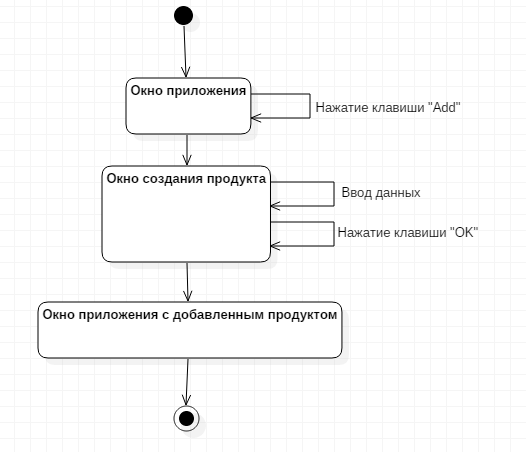 Окно приложения
Нажатие клавиши "Add"
Окно создания продукта
Ввод данных
Нажатие клавиши "OK"
Окно приложения с добавленным продуктом